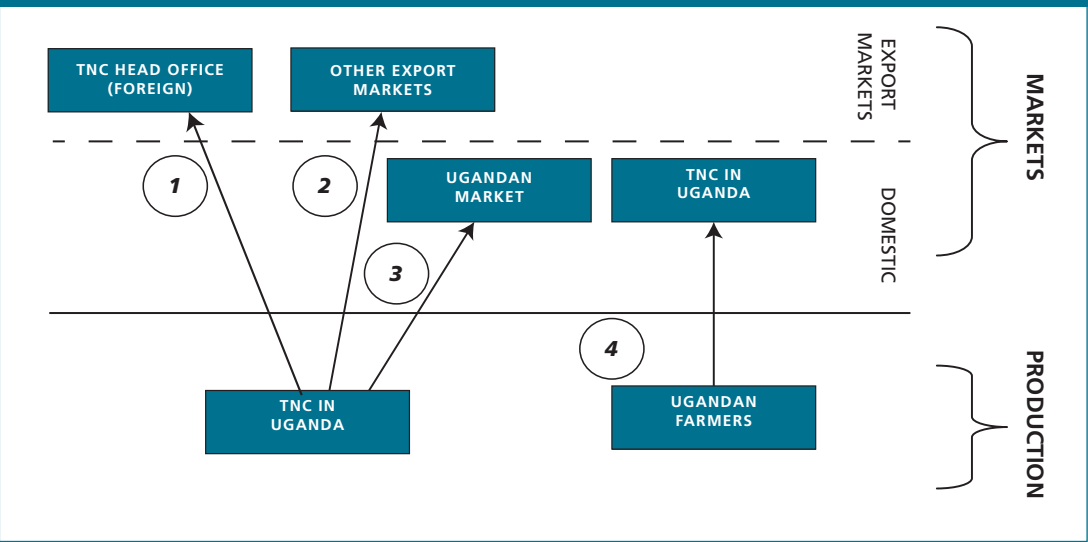 TNC HEAD OFFICE
(FOREIGN)
OTHER EXPORT
MARKETS
EXPORT
MARKETS
MARKETS
1
2
UGANDAN
MARKET
TNC IN
UGANDA
DOMESTIC
3
4
TNC IN
UGANDA
UGANDAN
FARMERS
PRODUCTION